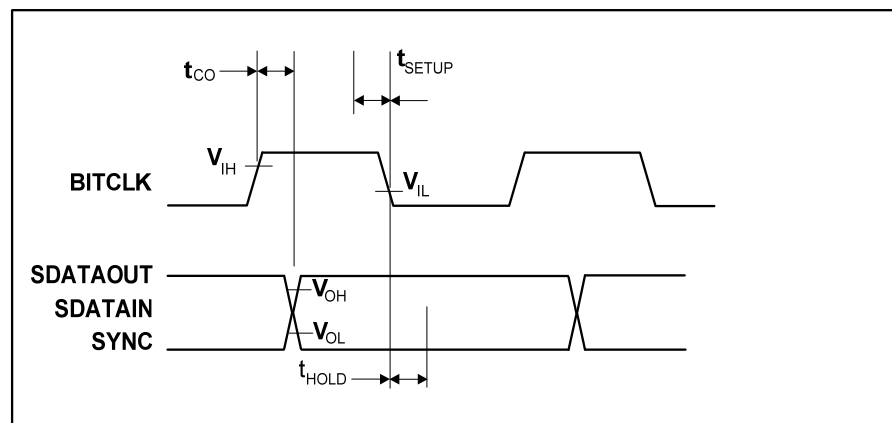 tCO
tSETUP
VIH
BITCLK
VIL
SDATAOUT
VOH
SDATAIN
VOL
SYNC
tHOLD